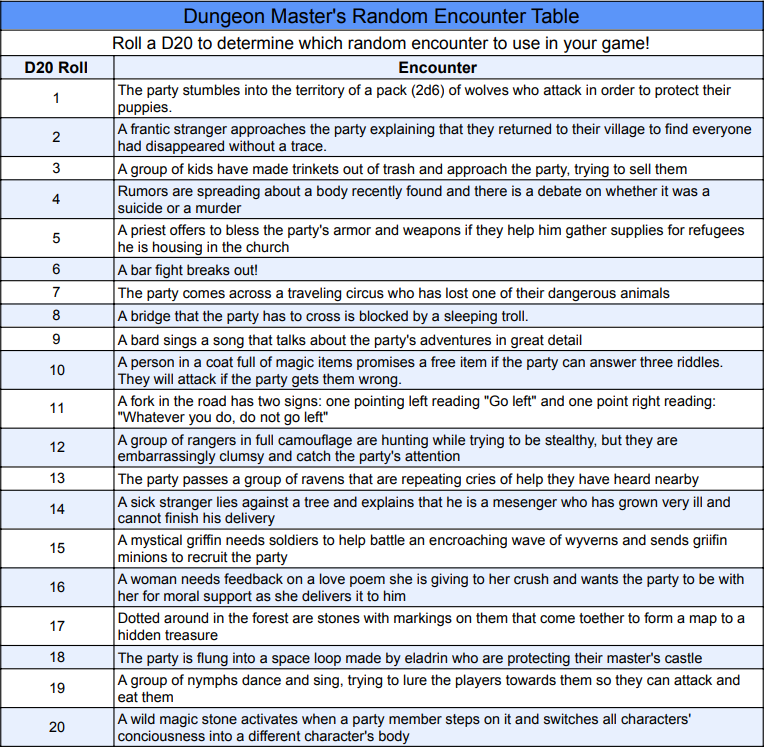 Dungeon Master's Random Encounter Table
Roll a D20 to determine which random encounter to use in your game!
D20 Roll Encounter
1 The party stumbles into the territory of a pack (2d6) of wolves who attack in order to protect their
puppies.
2 A frantic stranger approaches the party explaining that they returned to their village to find everyone
had disappeared without a trace.
3 A group of kids have made trinkets out of trash and approach the party, trying to sell them
4 Rumors are spreading about a body recently found and there is a debate on whether it was a
suicide or a murder
5 A priest offers to bless the party's armor and weapons if they help him gather supplies for refugees
he is housing in the church
6 A bar fight breaks out!
7 The party comes across a traveling circus who has lost one of their dangerous animals
8 A bridge that the party has to cross is blocked by a sleeping troll.
9 A bard sings a song that talks about the party's adventures in great detail
10 A person in a coat full of magic items promises a free item if the party can answer three riddles.
They will attack if the party gets them wrong.
11 A fork in the road has two signs: one pointing left reading "Go left" and one point right reading:
"Whatever you do, do not go left"
12 A group of rangers in full camouflage are hunting while trying to be stealthy, but they are
embarrassingly clumsy and catch the party's attention
13 The party passes a group of ravens that are repeating cries of help they have heard nearby
14 A sick stranger lies against a tree and explains that he is a mesenger who has grown very ill and
cannot finish his delivery
15 A mystical griffin needs soldiers to help battle an encroaching wave of wyverns and sends griifin
minions to recruit the party
16 A woman needs feedback on a love poem she is giving to her crush and wants the party to be with
her for moral support as she delivers it to him
17 Dotted around in the forest are stones with markings on them that come toether to form a map to a
hidden treasure
18 The party is flung into a space loop made by eladrin who are protecting their master's castle
19 A group of nymphs dance and sing, trying to lure the players towards them so they can attack and
eat them
20 A wild magic stone activates when a party member steps on it and switches all characters'
conciousness into a different character's body